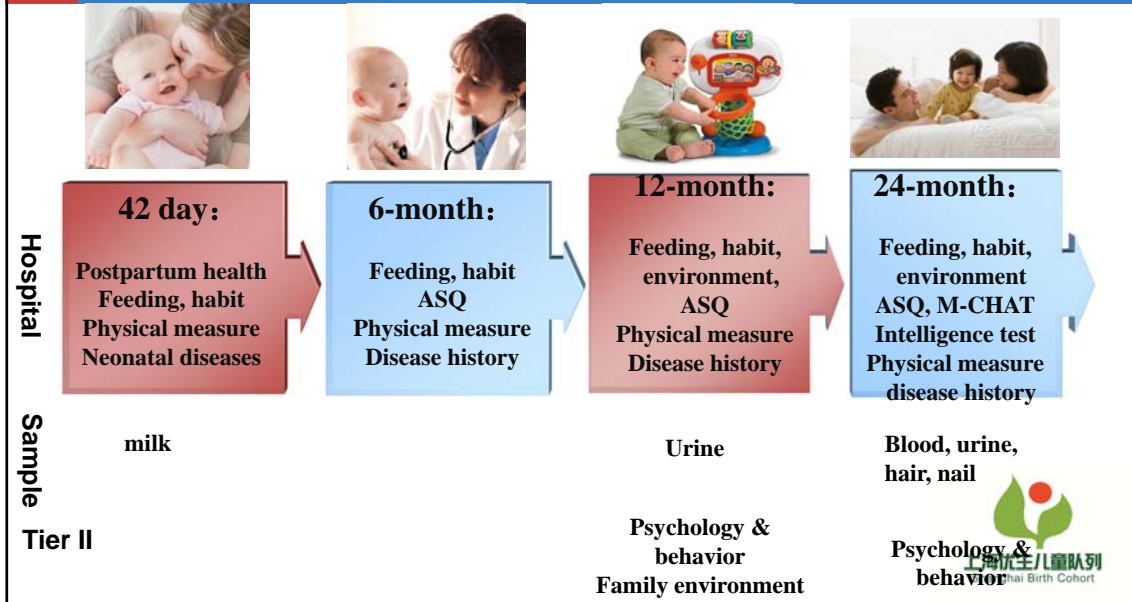 42 day：
Postpartum health
Feeding, habit
Physical measure
Neonatal diseases
6-month：
Feeding, habit
ASQ
Physical measure
Disease history
12-month:
Feeding, habit,
environment,
ASQ
Physical measure
Disease history
24-month：
Feeding, habit,
environment
ASQ, M-CHAT
Intelligence test
Physical measure
disease history
Hospital
Sample
milk
Urine
Blood, urine,
hair, nail
Tier II
Psychology &
behavior
Family environment
Psychology &
behavior
上海优生儿童队列
Shanghai Birth Cohort